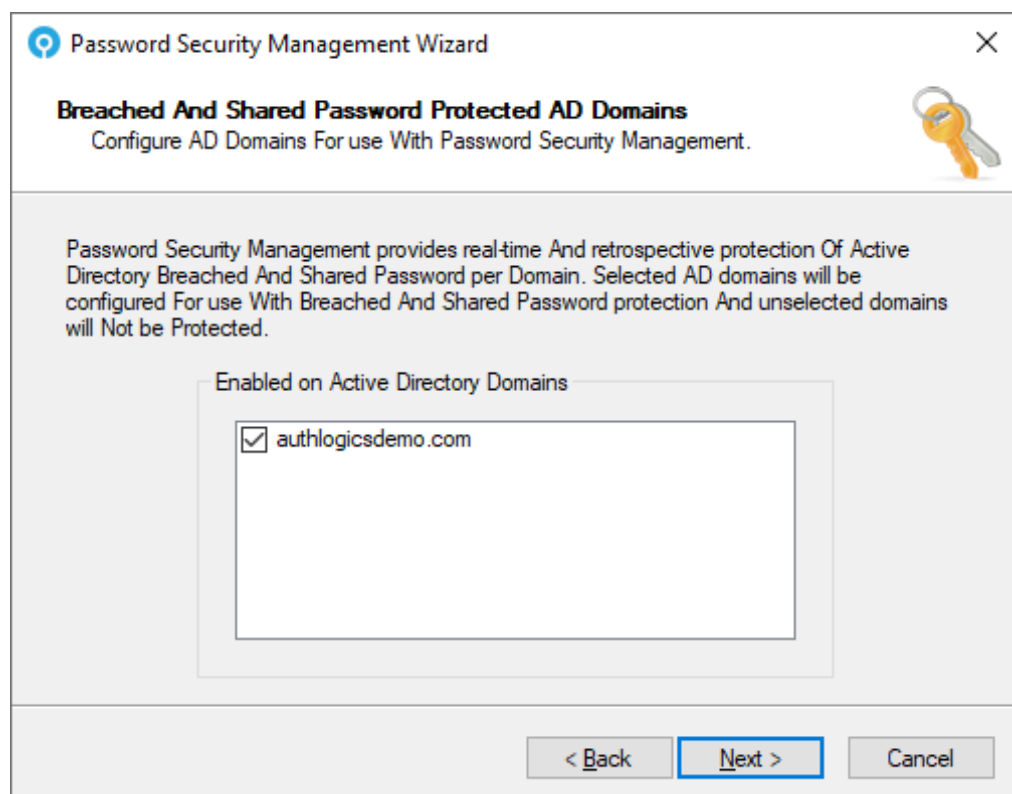 Password Security Management Wizard
Breached And Shared Password Protected AD Domains
Configure AD Domains For use With Password Security Management.
Password Security Management provides real-time And retrospective protection Of Active
Directory Breached And Shared Password per Domain. Selected AD domains will be
configured For use With Breached And Shared Password protection And unselected domains
will Not be Protected.
Enabled on Active Directory Domains
authlogicsdemo.com
< Back
Next >
Cancel